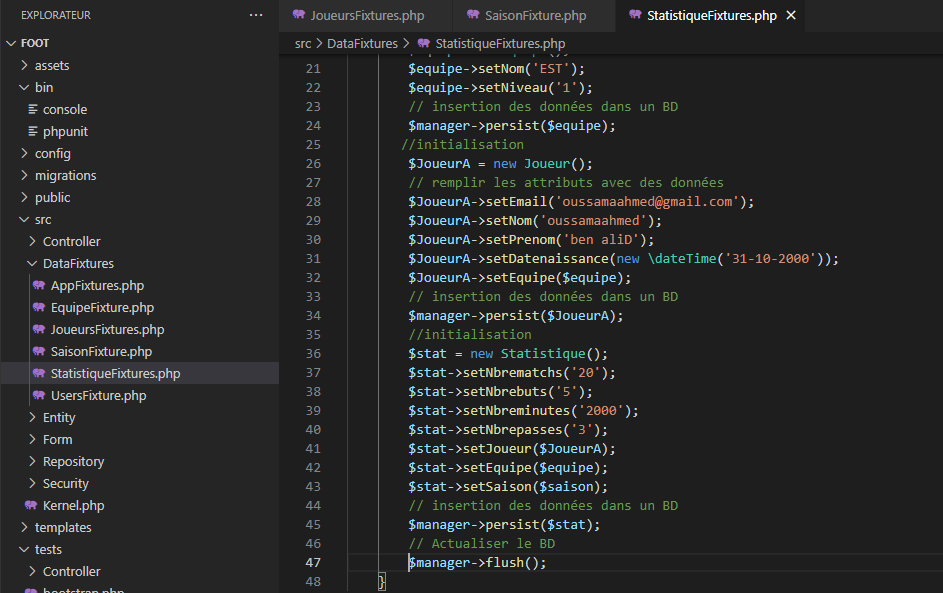 EXPLORATEUR
FOOT
assets
bin
console
phpunit
config
migrations
public
src
Controller
DataFixtures
AppFixtures.php
EquipeFixture.php
JoueursFixtures.php
SaisonFixture.php
StatistiqueFixtures.php
UsersFixture.php
Entity
Form
Repository
Security
Kernel.php
templates
tests
Controller
bootstrap.php
JoueursFixtures.php SaisonFixture.php StatistiqueFixtures.php
src > DataFixtures > StatistiqueFixtures.php
21 $equipe->setNom('EST');
22 $equipe->setNiveau('1');
23 // insertion des données dans un BD
24 $manager->persist($equipe);
25 //initialisation
26 $JoueurA = new Joueur();
27 // remplir les attributs avec des données
28 $JoueurA->setEmail('oussamaahmed@gmail.com');
29 $JoueurA->setNom('oussamaahmed');
30 $JoueurA->setPrenom('ben aliD');
31 $JoueurA->setDatenaissance(new \dateTime('31-10-2000'));
32 $JoueurA->setEquipe($equipe);
33 // insertion des données dans un BD
34 $manager->persist($JoueurA);
35 //initialisation
36 $stat = new Statistique();
37 $stat->setNbrematchs('20');
38 $stat->setNbrebuts('5');
39 $stat->setNbreminutes('2000');
40 $stat->setNbrepasses('3');
41 $stat->setJoueur($JoueurA);
42 $stat->setEquipe($equipe);
43 $stat->setSaison($saison);
44 // insertion des données dans un BD
45 $manager->persist($stat);
46 // Actualiser le BD
47 $manager->flush();
48 }